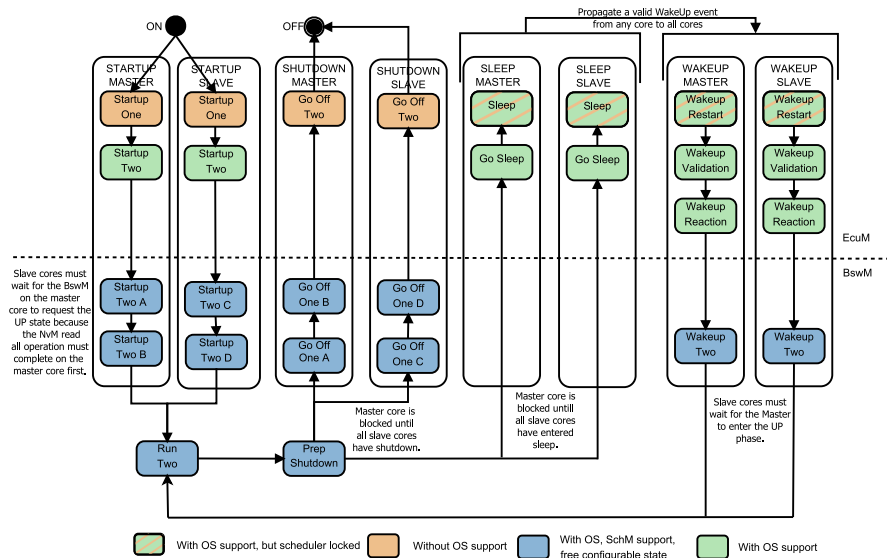 Propagate a valid WakeUp event
from any core to all cores
ON
OFF
STARTUP
MASTER
STARTUP
SLAVE
SHUTDOWN
MASTER
SHUTDOWN
SLAVE
SLEEP
MASTER
SLEEP
SLAVE
WAKEUP
MASTER
WAKEUP
SLAVE
Startup
One
Startup
One
Go Off
Two
Go Off
Two
Sleep
Sleep
Wakeup
Restart
Wakeup
Restart
Startup
Two
Startup
Two
Go Sleep
Go Sleep
Wakeup
Validation
Wakeup
Validation
Wakeup
Reaction
Wakeup
Reaction
EcuM
BswM
Slave cores must
wait for the BswM
on the master
core to request the
UP state because
the NvM read
all operation must
complete on the
master core first.
Startup
Two A
Startup
Two C
Go Off
One B
Go Off
One D
Startup
Two B
Startup
Two D
Go Off
One A
Go Off
One C
Wakeup
Two
Wakeup
Two
Master core is
blocked until
all slave cores
have shutdown.
Master core is
blocked untill
all slave cores
have entered
sleep.
Slave cores must
wait for the Master
to enter the UP
phase.
Run
Two
Prep
Shutdown
With OS support, but scheduler locked
Without OS support
With OS, SchM support,
free configurable state
With OS support